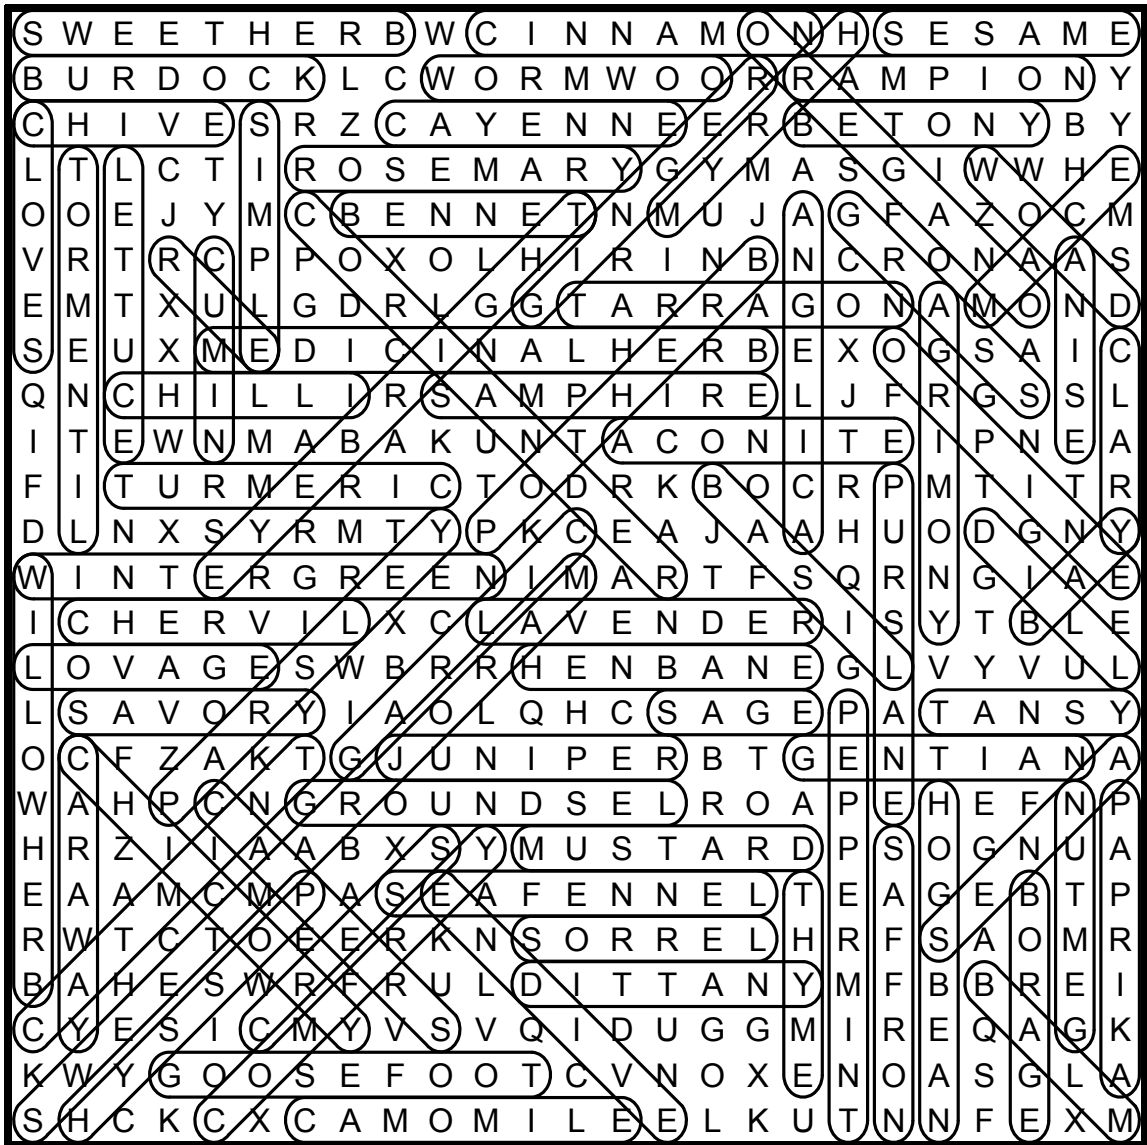 S W E E T H E R B W C I N N A M O N H S E S A M E
B U R D O C K L C W O R M W O O R R A M P I O N Y
C H I V E S R Z C A Y E N N E E R B E T O N Y B Y
L T L C T I R O S E M A R Y G Y M A S G I W W H E
O O E J Y M C B E N N E T N M U J A G F A Z O C M
V R T R C P P O X O L H I R I N B N C R O N A A S
E M T X U L G D R L G G T A R R A G O N A M O N D
S E U X M E D I C I N A L H E R B E X O G S A I C
Q N C H I L L I R S A M P H I R E L J F R G S S L
I T E W N M A B A K U N T A C O N I T E I P N E A
F I T U R M E R I C T O D R K B O C R P M T I T R
D L N X S Y R M T Y P K C E A J A A H U O D G N Y
W I N T E R G R E E N I M A R T F S Q R N G I A E
I C H E R V I L X C L A V E N D E R I S Y T B L E
L O V A G E S W B R R H E N B A N E G L V Y V U L
L S A V O R Y I A O L Q H C S A G E P A T A N S Y
O C F Z A K T G J U N I P E R B T G E N T I A N A
W A H P C N G R O U N D S E L R O A P E H E F N P
H R Z I I A A B X S Y M U S T A R D P S O G N U A
E A A M C M P A S E A F E N N E L T E A G E B T P
R W T C T O E E R K N S O R R E L H R F S A O M R
B A H E S W R F R U L D I T T A N Y M F B B R E I
C Y E S I C M Y V S V Q I D U G G M I R E Q A G K
K W Y G O O S E F O O T C V N O X E N O A S G L A
S H C K C X C A M O M I L E E L K U T N N F E X M